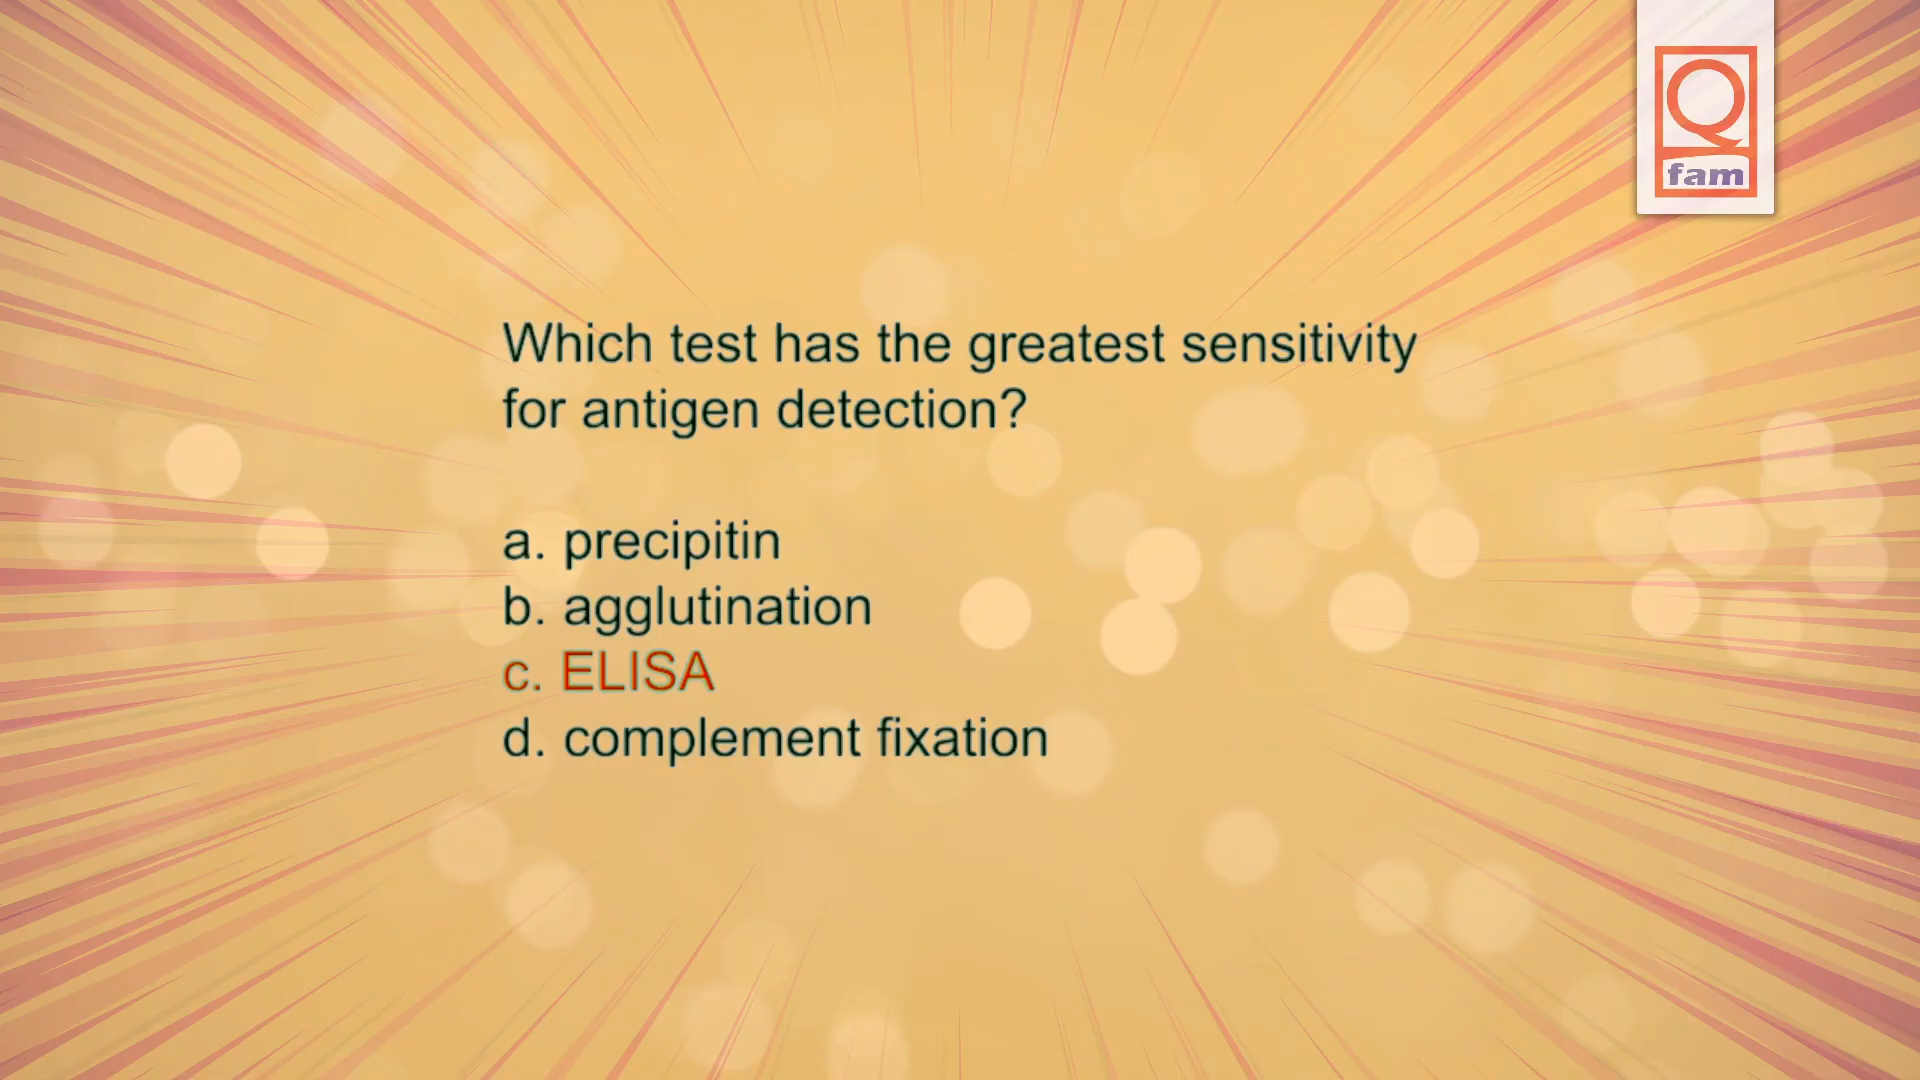 Q
fam
Which test has the greatest sensitivity
for antigen detection?
a. precipitin
b. agglutination
c. ELISA
d. complement fixation